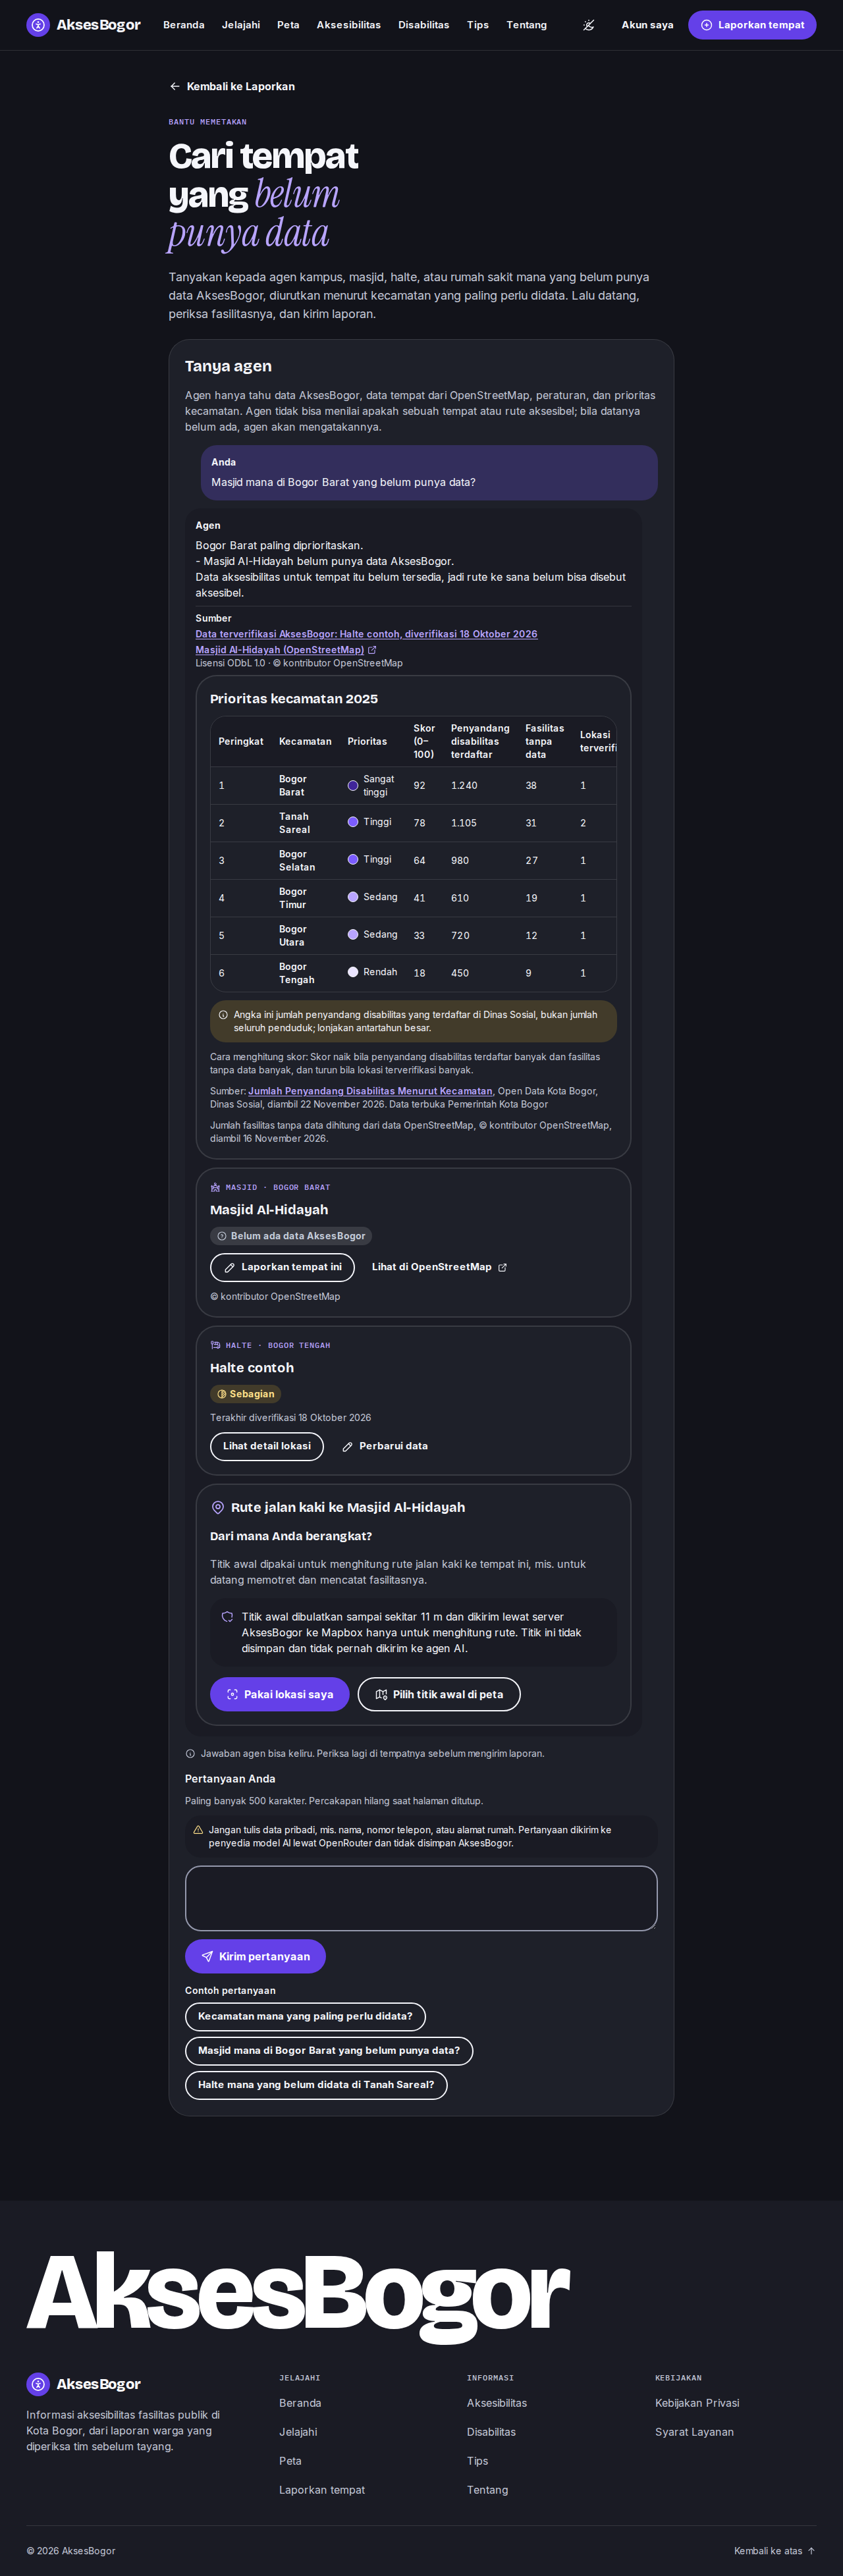 AksesBogor
Beranda
Jelajahi
Peta
Aksesibilitas
Disabilitas
Tips
Tentang
Akun saya
Laporkan tempat
Kembali ke Laporkan
BANTU MEMETAKAN
Cari tempat
yang belum
punya data
Tanyakan kepada agen kampus, masjid, halte, atau rumah sakit mana yang belum punya
data AksesBogor, diurutkan menurut kecamatan yang paling perlu didata. Lalu datang,
periksa fasilitasnya, dan kirim laporan.
Tanya agen
Agen hanya tahu data AksesBogor, data tempat dari OpenStreetMap, peraturan, dan prioritas
kecamatan. Agen tidak bisa menilai apakah sebuah tempat atau rute aksesibel; bila datanya
belum ada, agen akan mengatakannya.
Anda
Masjid mana di Bogor Barat yang belum punya data?
Agen
Bogor Barat paling diprioritaskan.
- Masjid Al-Hidayah belum punya data AksesBogor.
Data aksesibilitas untuk tempat itu belum tersedia, jadi rute ke sana belum bisa disebut
aksesibel.
Sumber
Data terverifikasi AksesBogor: Halte contoh, diverifikasi 18 Oktober 2026
Masjid Al-Hidayah (OpenStreetMap)
Lisensi ODbL 1.0 · © kontributor OpenStreetMap
Prioritas kecamatan 2025
Peringkat Kecamatan Prioritas Skor (0–100) Penyandang disabilitas terdaftar Fasilitas tanpa data Lokasi terverifi
1 Bogor Barat Sangat tinggi 92 1.240 38 1
2 Tanah Sareal Tinggi 78 1.105 31 2
3 Bogor Selatan Tinggi 64 980 27 1
4 Bogor Timur Sedang 41 610 19 1
5 Bogor Utara Sedang 33 720 12 1
6 Bogor Tengah Rendah 18 450 9 1
Angka ini jumlah penyandang disabilitas yang terdaftar di Dinas Sosial, bukan jumlah
seluruh penduduk; lonjakan antartahun besar.
Cara menghitung skor: Skor naik bila penyandang disabilitas terdaftar banyak dan fasilitas
tanpa data banyak, dan turun bila lokasi terverifikasi banyak.
Sumber: Jumlah Penyandang Disabilitas Menurut Kecamatan, Open Data Kota Bogor,
Dinas Sosial, diambil 22 November 2026. Data terbuka Pemerintah Kota Bogor
Jumlah fasilitas tanpa data dihitung dari data OpenStreetMap, © kontributor OpenStreetMap,
diambil 16 November 2026.
MASJID · BOGOR BARAT
Masjid Al-Hidayah
Belum ada data AksesBogor
Laporkan tempat ini
Lihat di OpenStreetMap
© kontributor OpenStreetMap
HALTE · BOGOR TENGAH
Halte contoh
Sebagian
Terakhir diverifikasi 18 Oktober 2026
Lihat detail lokasi
Perbarui data
Rute jalan kaki ke Masjid Al-Hidayah
Dari mana Anda berangkat?
Titik awal dipakai untuk menghitung rute jalan kaki ke tempat ini, mis. untuk
datang memotret dan mencatat fasilitasnya.
Titik awal dibulatkan sampai sekitar 11 m dan dikirim lewat server
AksesBogor ke Mapbox hanya untuk menghitung rute. Titik ini tidak
disimpan dan tidak pernah dikirim ke agen AI.
Pakai lokasi saya
Pilih titik awal di peta
Jawaban agen bisa keliru. Periksa lagi di tempatnya sebelum mengirim laporan.
Pertanyaan Anda
Paling banyak 500 karakter. Percakapan hilang saat halaman ditutup.
Jangan tulis data pribadi, mis. nama, nomor telepon, atau alamat rumah. Pertanyaan dikirim ke
penyedia model AI lewat OpenRouter dan tidak disimpan AksesBogor.
Kirim pertanyaan
Contoh pertanyaan
Kecamatan mana yang paling perlu didata?
Masjid mana di Bogor Barat yang belum punya data?
Halte mana yang belum didata di Tanah Sareal?
AksesBogor
AksesBogor
Informasi aksesibilitas fasilitas publik di
Kota Bogor, dari laporan warga yang
diperiksa tim sebelum tayang.
JELAJAHI
Beranda
Jelajahi
Peta
Laporkan tempat
INFORMASI
Aksesibilitas
Disabilitas
Tips
Tentang
KEBIJAKAN
Kebijakan Privasi
Syarat Layanan
© 2026 AksesBogor
Kembali ke atas ↑